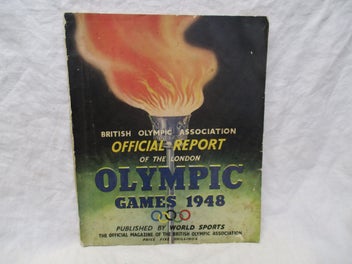 BRITISH OLYMPIC ASSOCIATION
OFFICIAL REPORT
OF THE LONDON
OLYMPIC
GAMES 1948
PUBLISHED BY WORLD SPORTS
THE OFFICIAL MAGAZINE OF THE BRITISH OLYMPIC ASSOCIATION
PRICE FIVE SHILLINGS